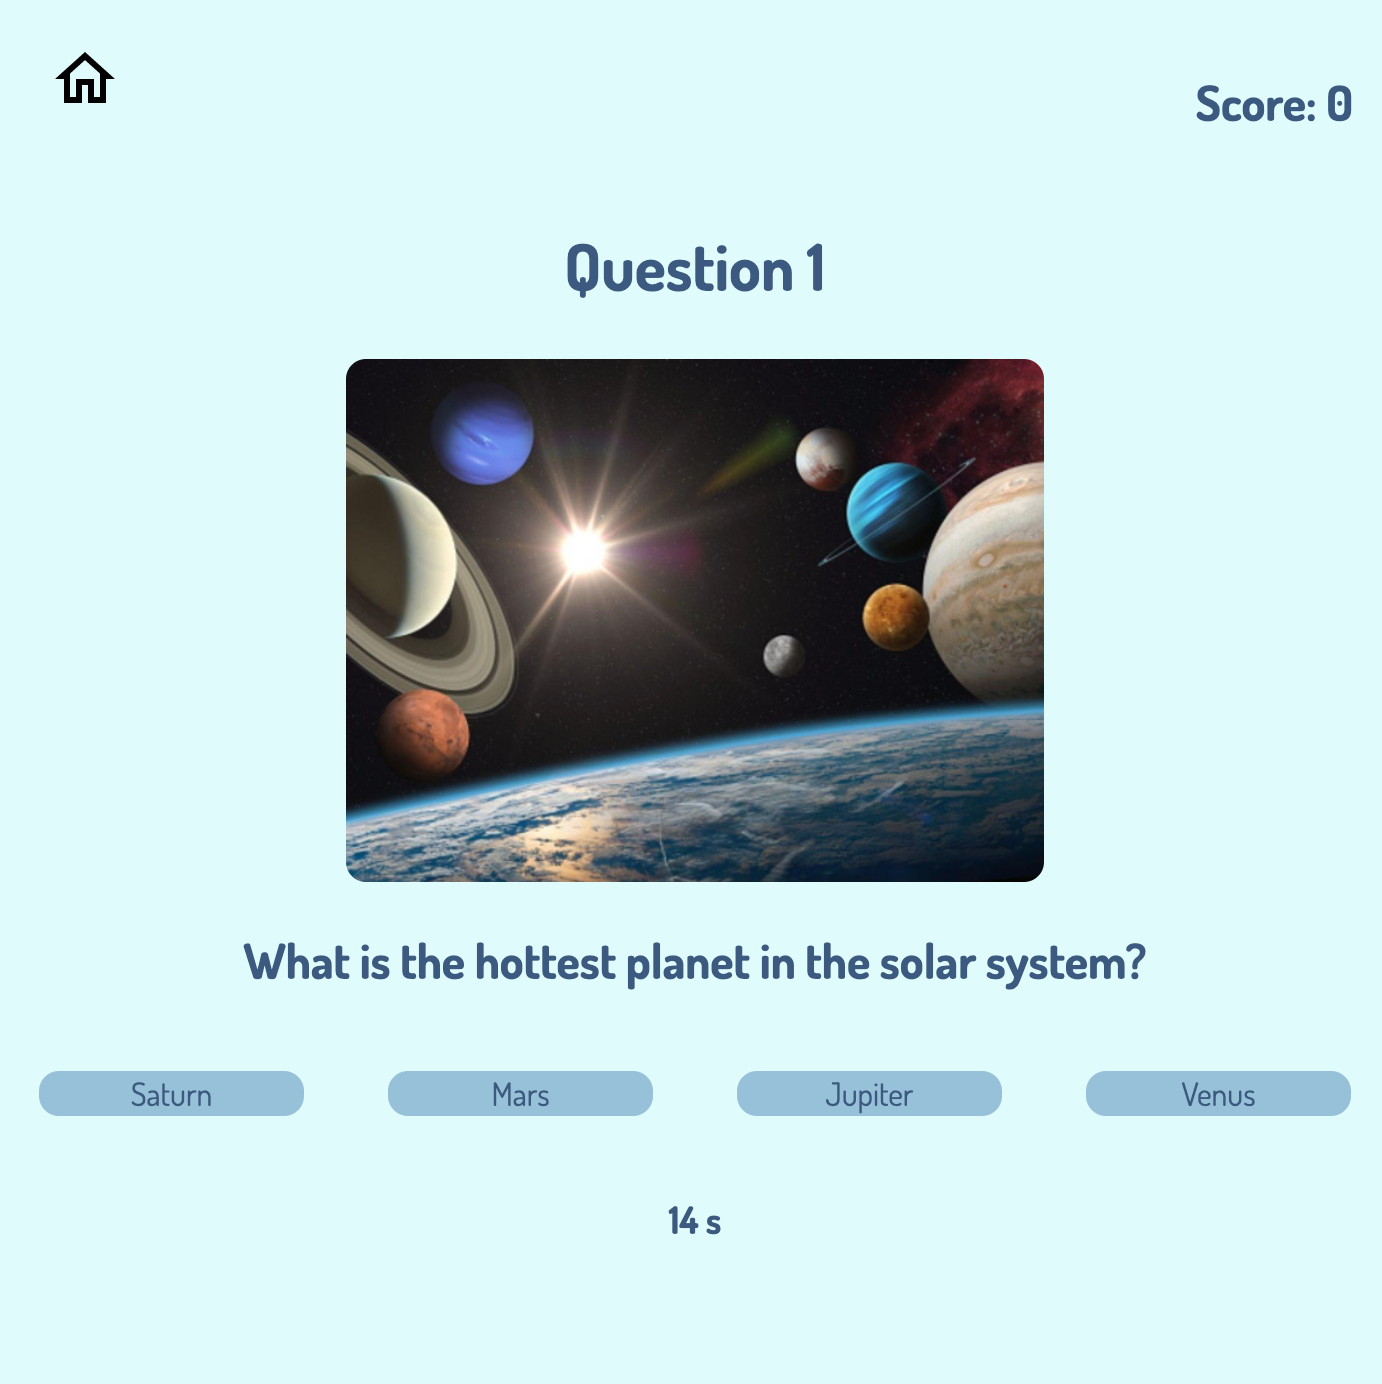 Score: 0
Question 1
What is the hottest planet in the solar system?
Saturn
Mars
Jupiter
Venus
14 s